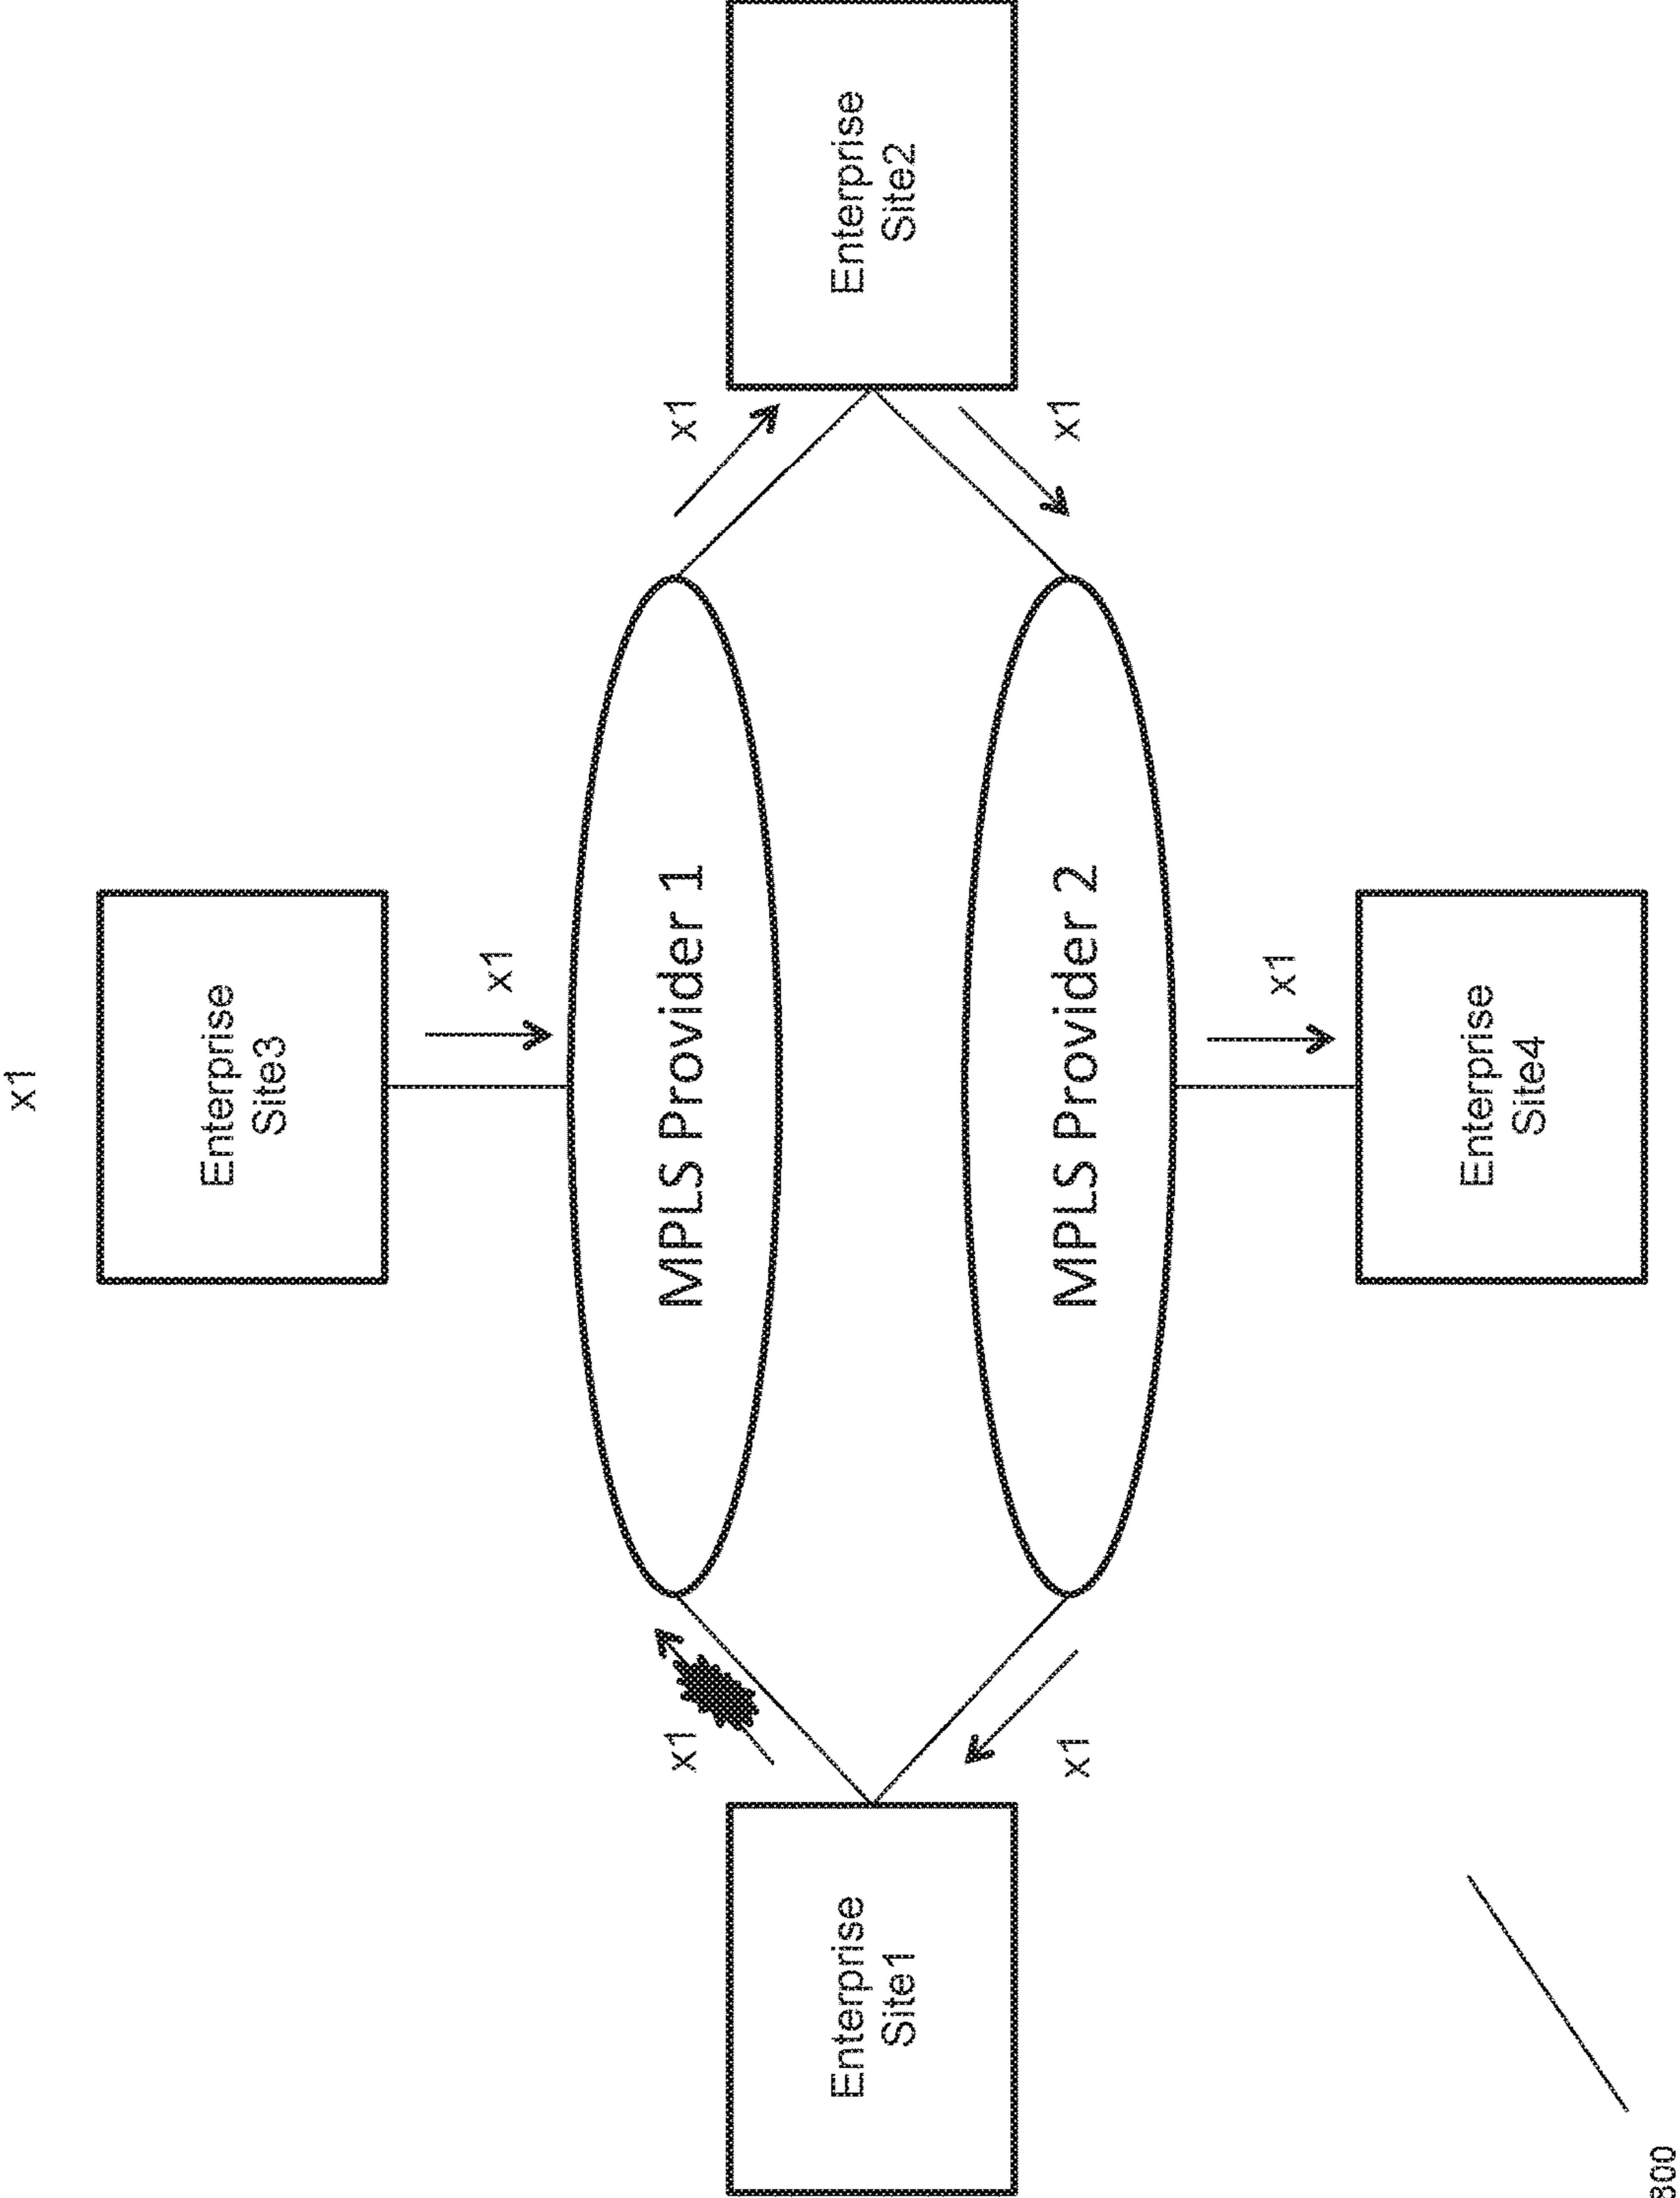 x1
Enterprise
Site3
x1
MPLS Provider 1
x1
x1
Enterprise
Site1
Enterprise
Site2
x1
x1
MPLS Provider 2
x1
Enterprise
Site4